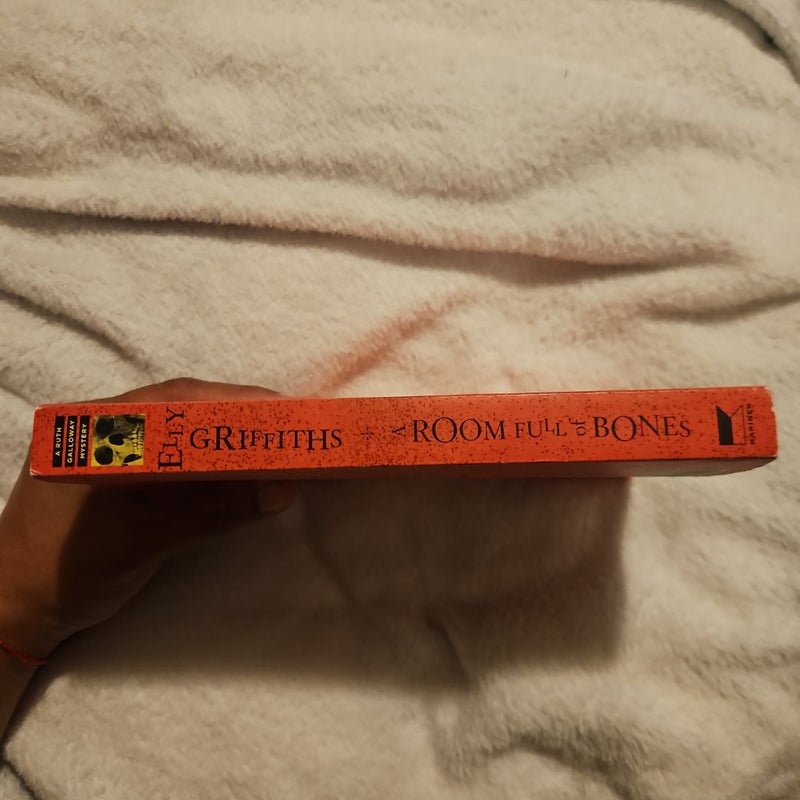 A RUTH
GALLOWAY
MYSTERY
ELLY
GRIFFITHS
A ROOM FULL of BONES
MARINER